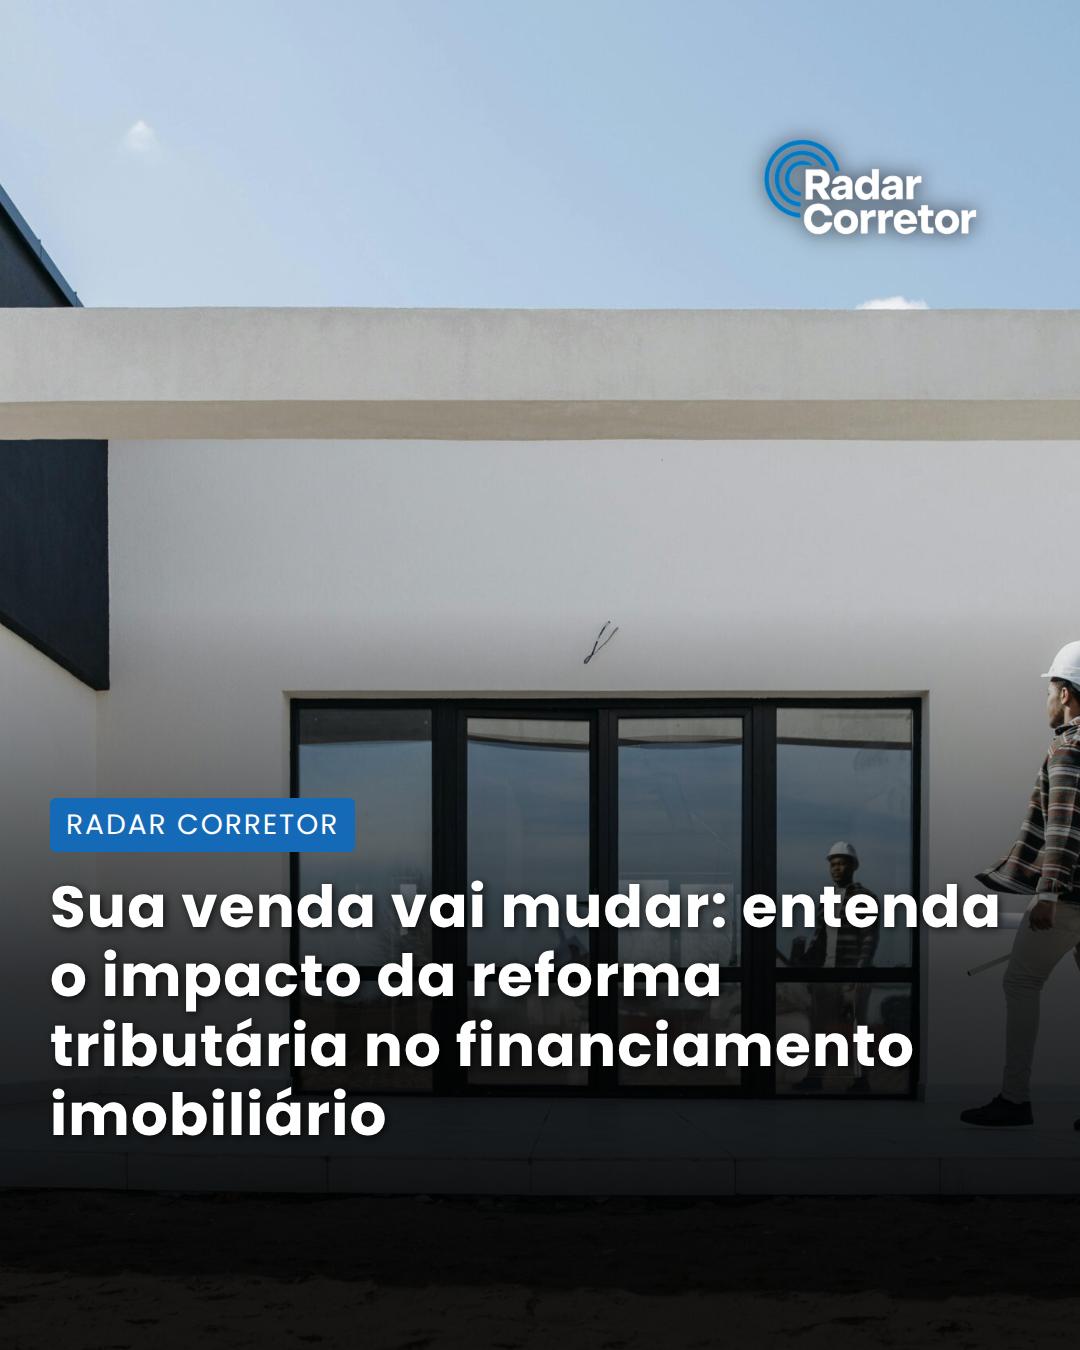 Radar
Corretor
RADAR CORRETOR
Sua venda vai mudar: entenda
o impacto da reforma
tributária no financiamento
imobiliário